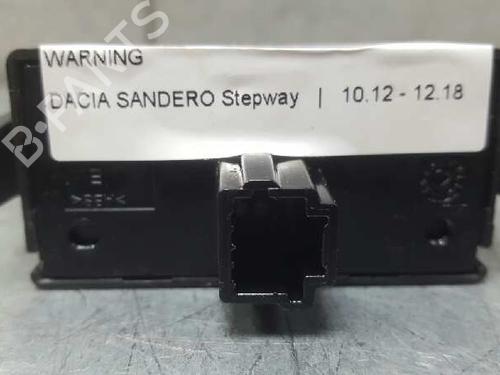 WARNING
DACIA SANDERO Stepway | 10.12 - 12.18
B-PARTS